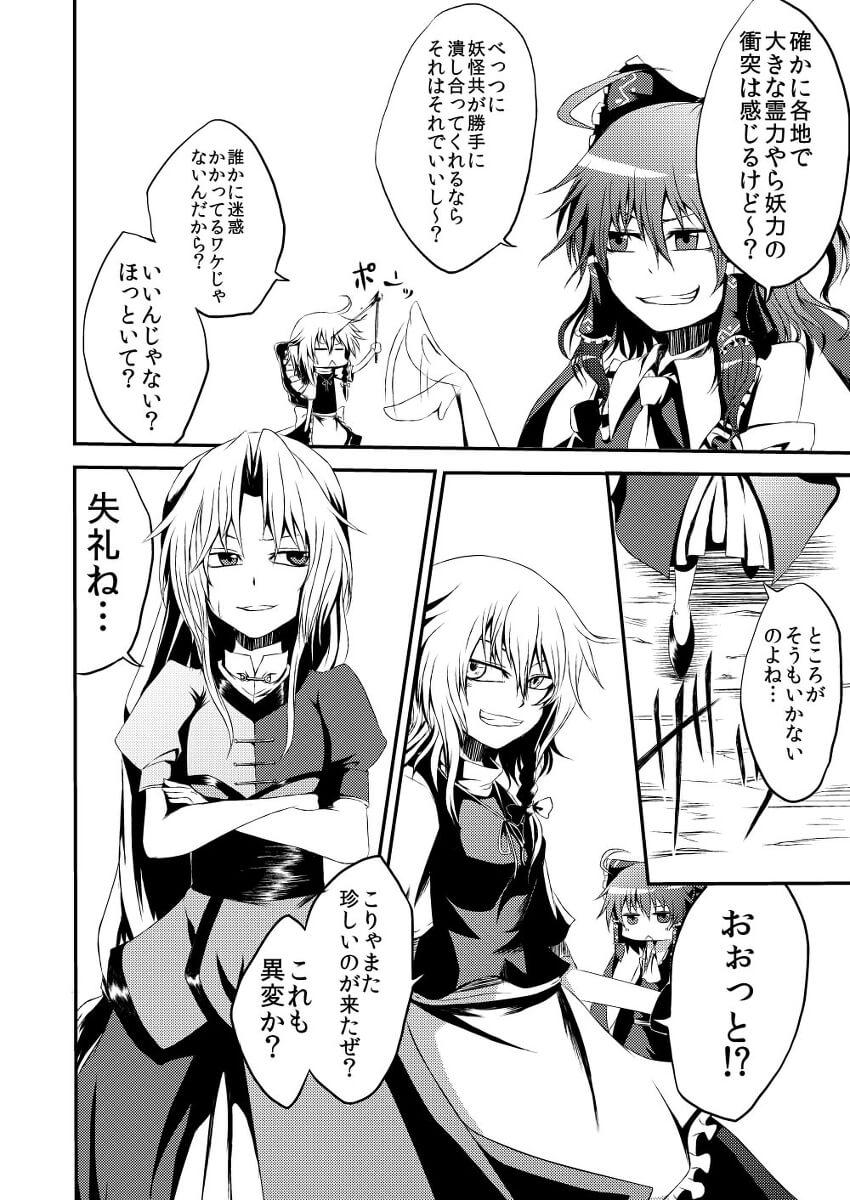 確かに各地で
大きな霊力やら妖力の
衝突は感じるけど～？
べっつに
妖怪共が勝手に
潰し合ってくれるなら
それはそれでいいし～？
ポンッ
誰かに迷惑
かかってるワケじゃ
ないんだから？
いいんじゃない？
ほっといて？
ところが
そうもいかない
のよね…
おぉっと!?
こりゃまた
珍しいのが来たぜ？
これも
異変か？
失礼ね…